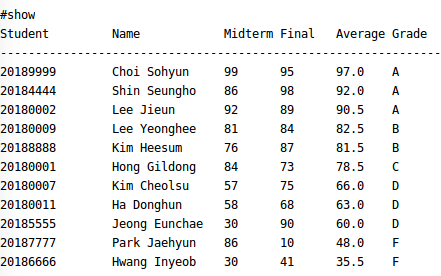 #show
Student Name Midterm Final Average Grade
---------------------------------------------------------------
20189999 Choi Sohyun 99 95 97.0 A
20184444 Shin Seungho 86 98 92.0 A
20180002 Lee Jieun 92 89 90.5 A
20180009 Lee Yeonghee 81 84 82.5 B
20188888 Kim Heesum 76 87 81.5 B
20180001 Hong Gildong 84 73 78.5 C
20180007 Kim Cheolsu 57 75 66.0 D
20180011 Ha Donghun 58 68 63.0 D
20185555 Jeong Eunchae 30 90 60.0 D
20187777 Park Jaehyun 86 10 48.0 F
20186666 Hwang Inyeob 30 41 35.5 F